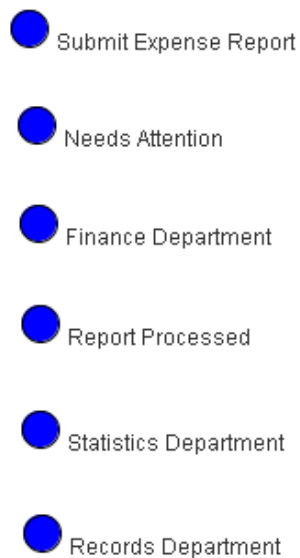 Submit Expense Report
Needs Attention
Finance Department
Report Processed
Statistics Department
Records Department